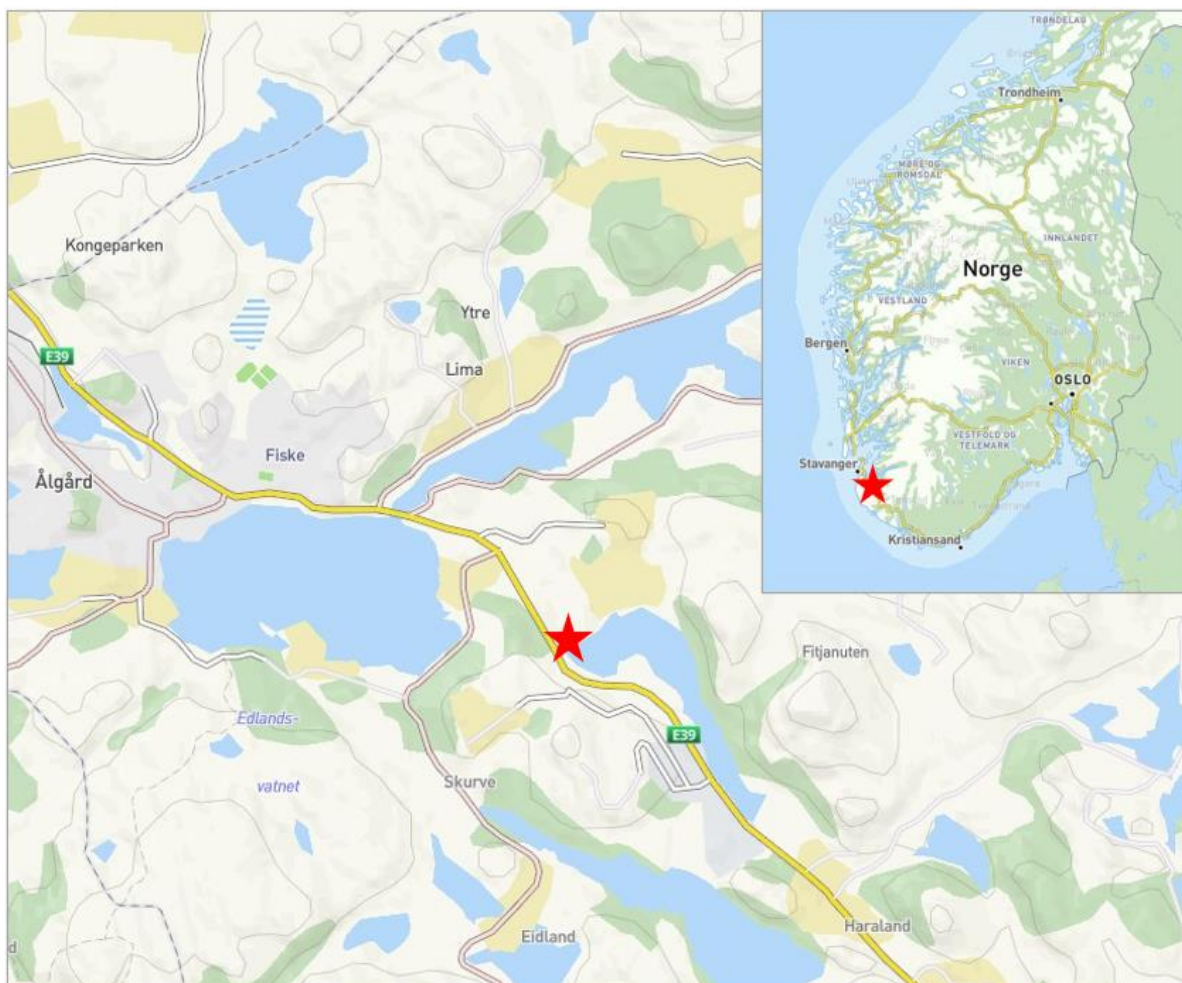 Kongeparken
Ytre
Lima
E39
Fiske
Ålgård
Edlands-
vatnet
Skurve
Fitjanuten
E39
Eidland
Haraland
d
TRØNDELAG
Trondheim
MØRE OG
ROMSDAL
INNLANDET
Norge
VESTLAND
Bergen
VIKEN
OSLO
VESTFOLD OG
TELEMARK
Stavanger
Kristiansand